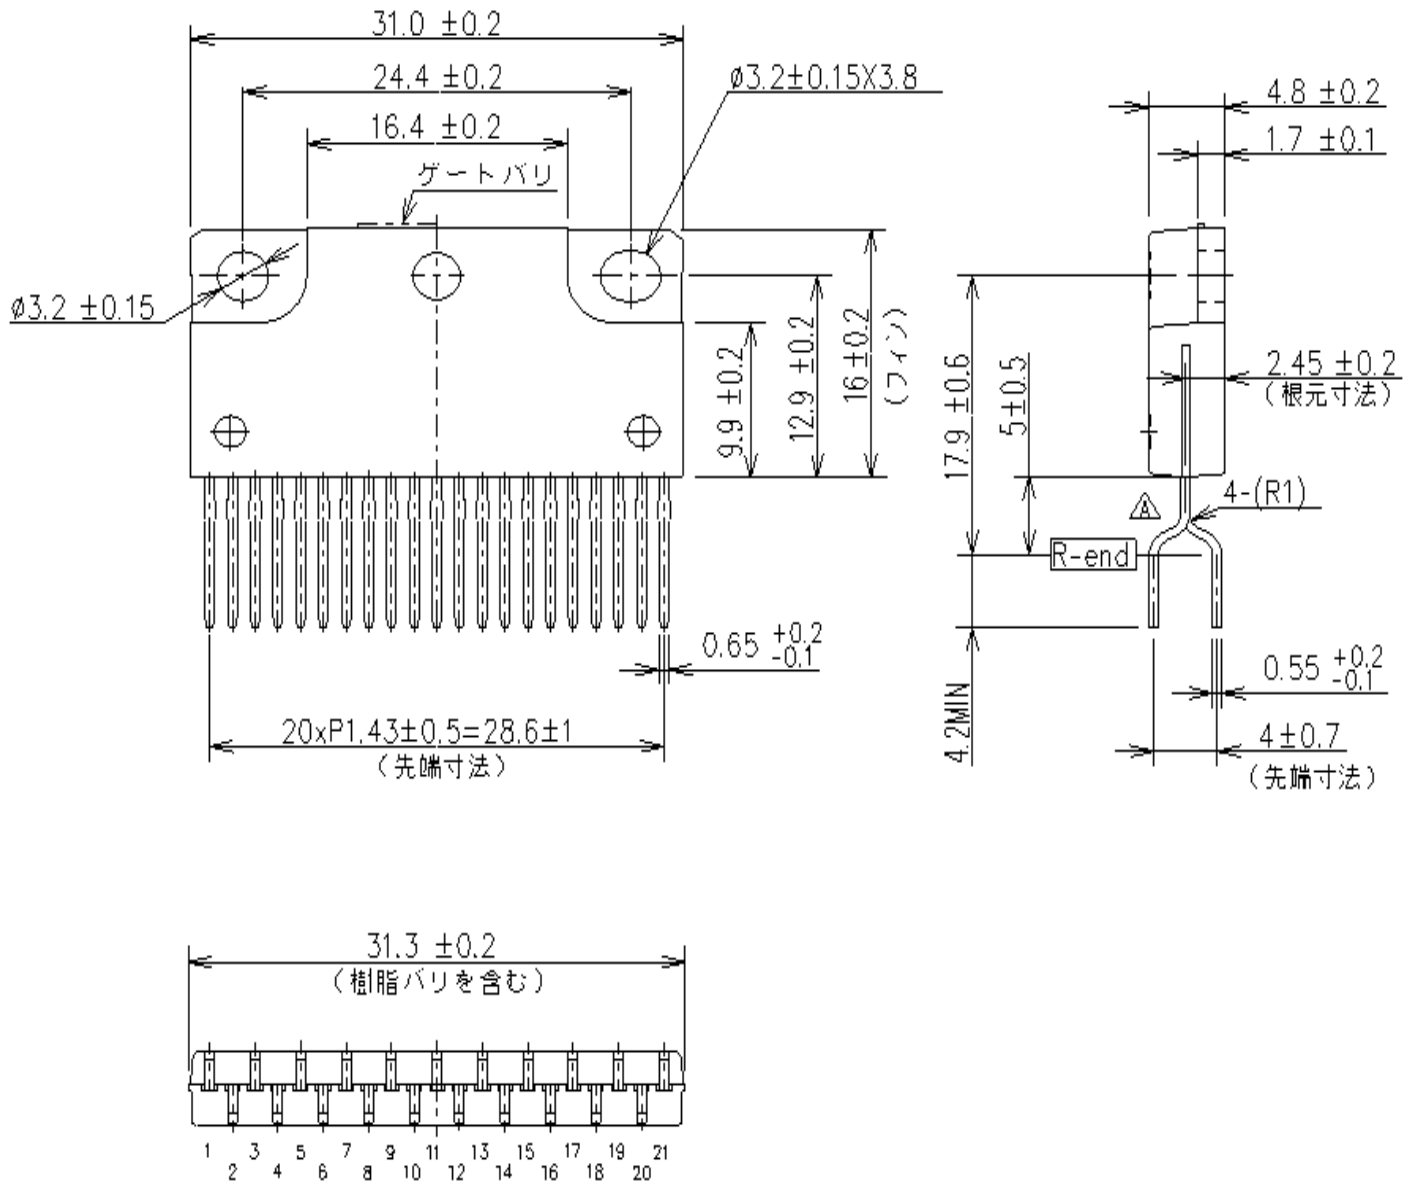 31.0 ±0.2
24.4 ±0.2
16.4 ±0.2
ゲートバリ
ø3.2±0.15X3.8
ø3.2 ±0.15
9.9 ±0.2
12.9 ±0.2
16±0.2
(フィン)
0.65 +0.2 -0.1
20xP1.43±0.5=28.6±1
(先端寸法)
4.8 ±0.2
1.7 ±0.1
17.9 ±0.6
5±0.5
2.45 ±0.2
(根元寸法)
A
4-(R1)
R-end
4.2MIN
0.55 +0.2 -0.1
4±0.7
(先端寸法)
31.3 ±0.2
(樹脂バリを含む)
1 3 5 7 9 11 13 15 17 19 21
2 4 6 8 10 12 14 16 18 20